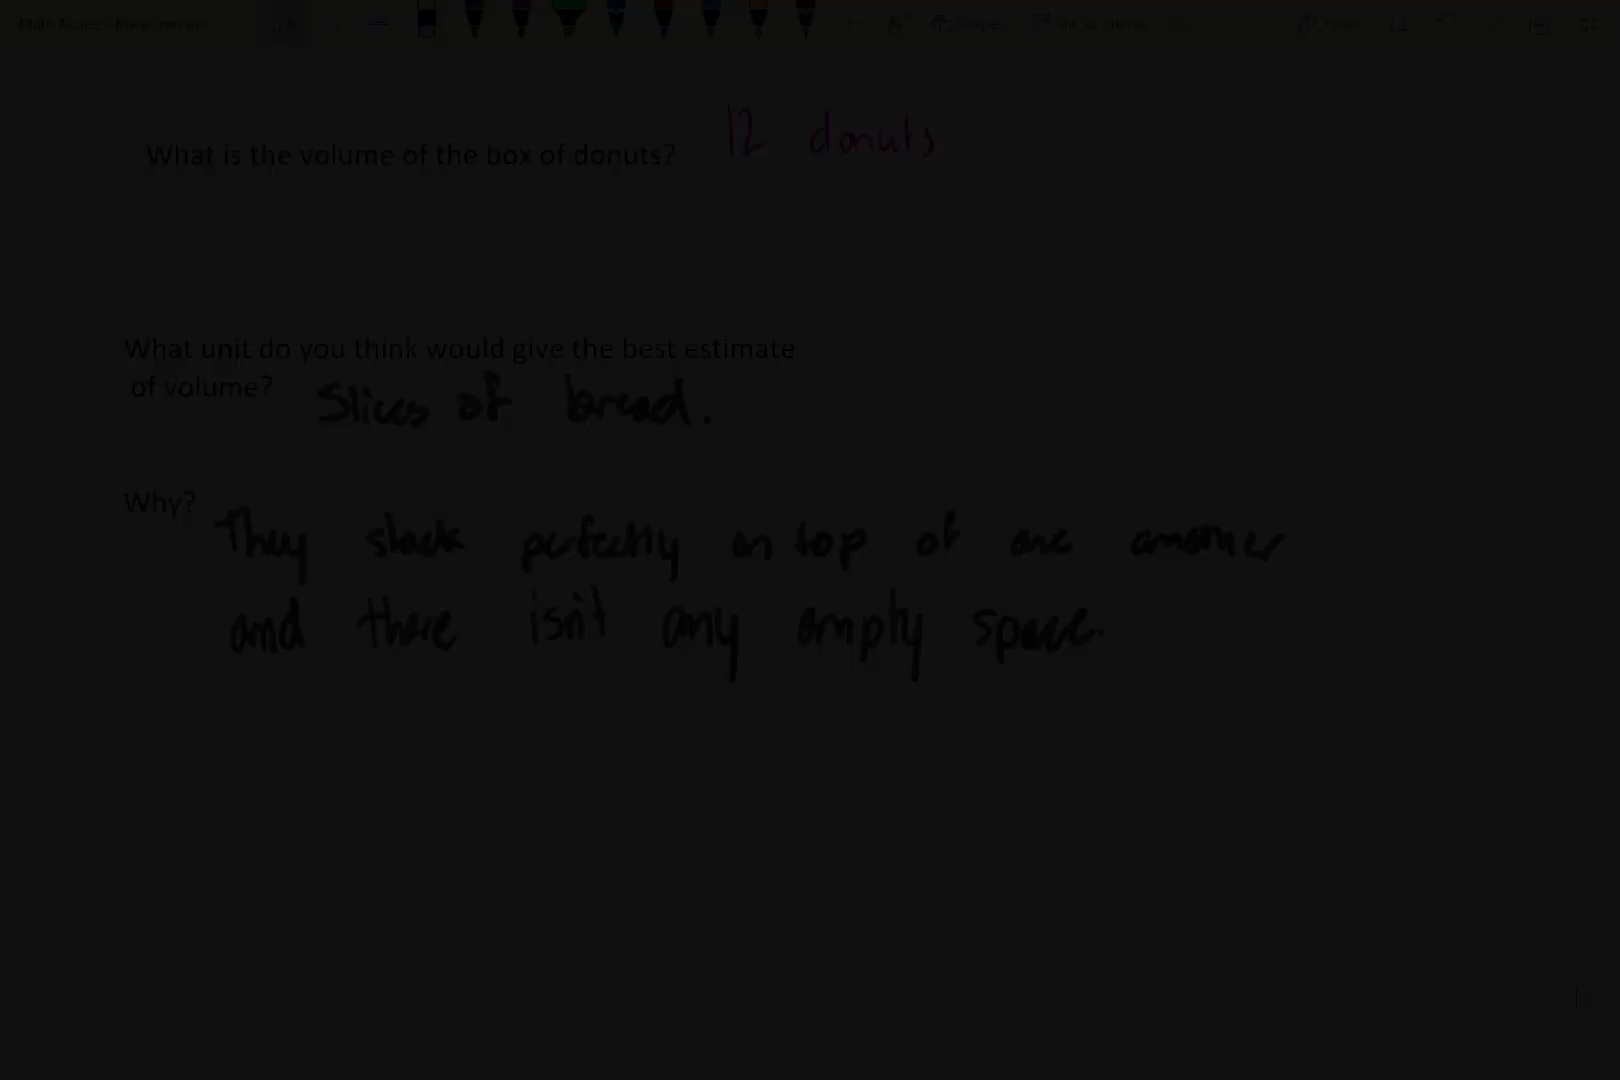 What is the volume of the box of donuts? 12 donuts
What unit do you think would give the best estimate
of volume? Slices of bread.
Why?
They stack perfectly on top of one another
and there isn't any empty space.